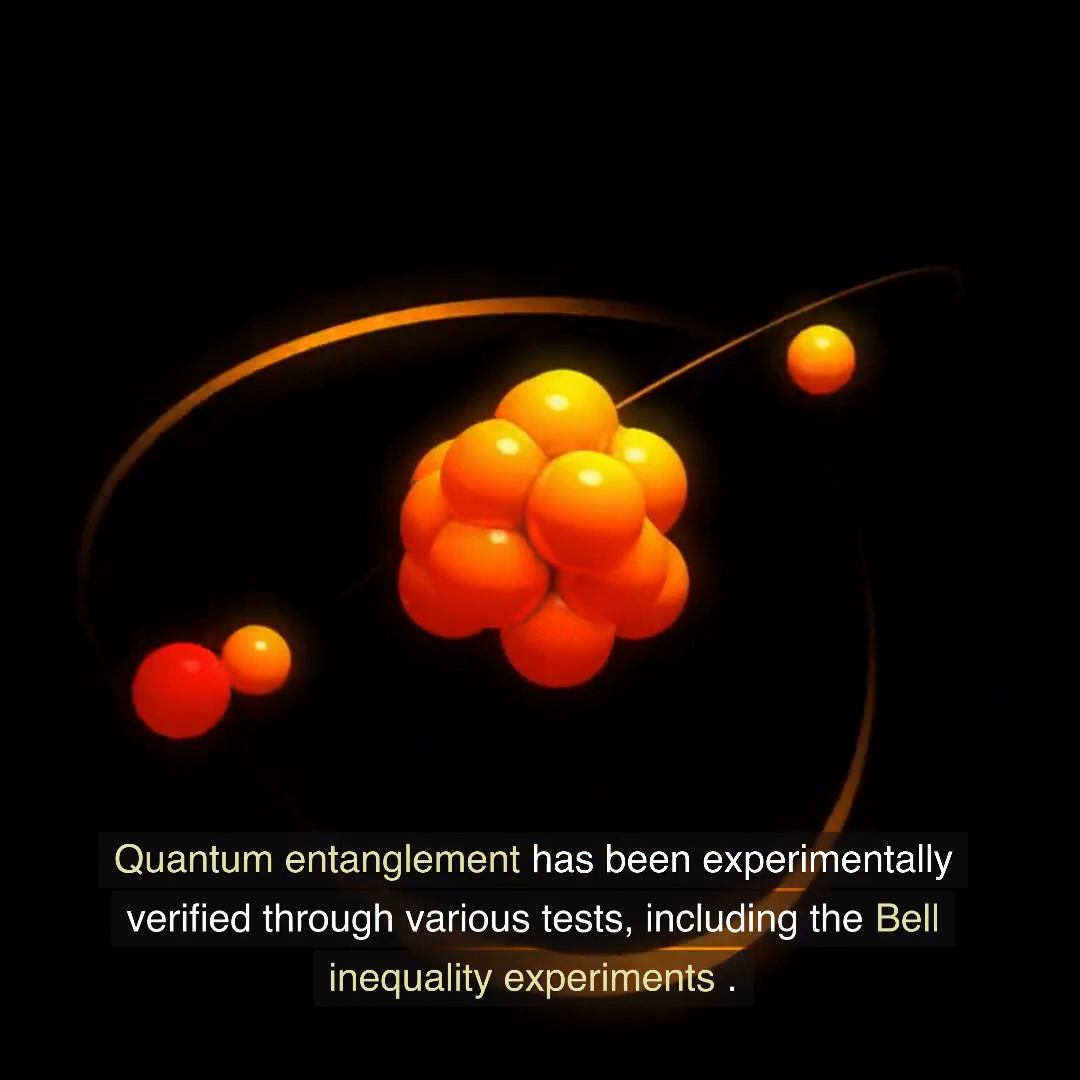 Quantum entanglement has been experimentally
verified through various tests, including the Bell
inequality experiments .